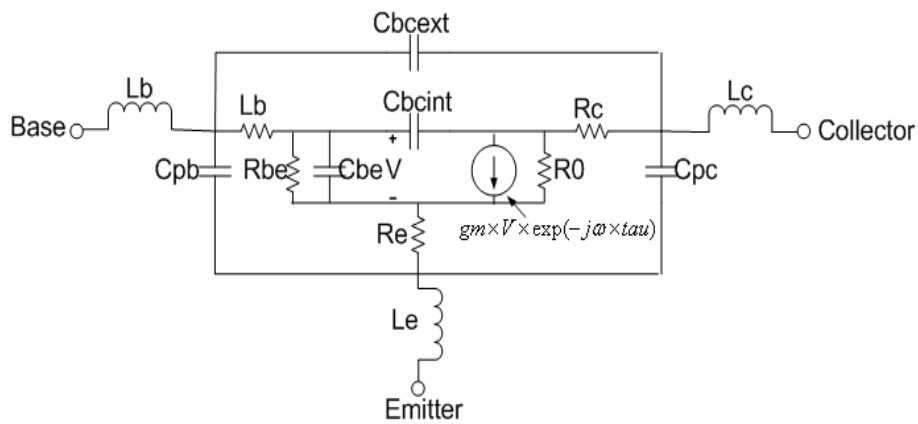 Cbcext
Lb
Lb
Cbcint
Rc
Lc
Base
+
Collector
Cpb
Rbe
Cbe
V
R0
Cpc
-
Re
gm×V×exp(−jω×tau)
Le
Emitter